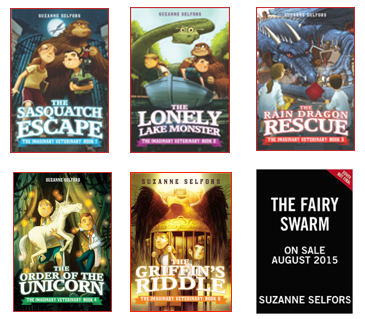 SUZANNE SELFORS
THE
SASQUATCH
ESCAPE
THE IMAGINARY VETERINARY: BOOK 1
SUZANNE SELFORS
THE
LONELY
LAKE MONSTER
THE IMAGINARY VETERINARY: BOOK 2
SUZANNE SELFORS
THE
RAIN DRAGON
RESCUE
THE IMAGINARY VETERINARY: BOOK 3
SUZANNE SELFORS
THE
ORDER OF THE
UNICORN
THE IMAGINARY VETERINARY: BOOK 4
SUZANNE SELFORS
THE
GRIFFIN'S
RIDDLE
THE IMAGINARY VETERINARY: BOOK 5
THE FAIRY
SWARM
ON SALE
AUGUST 2015
SUZANNE SELFORS